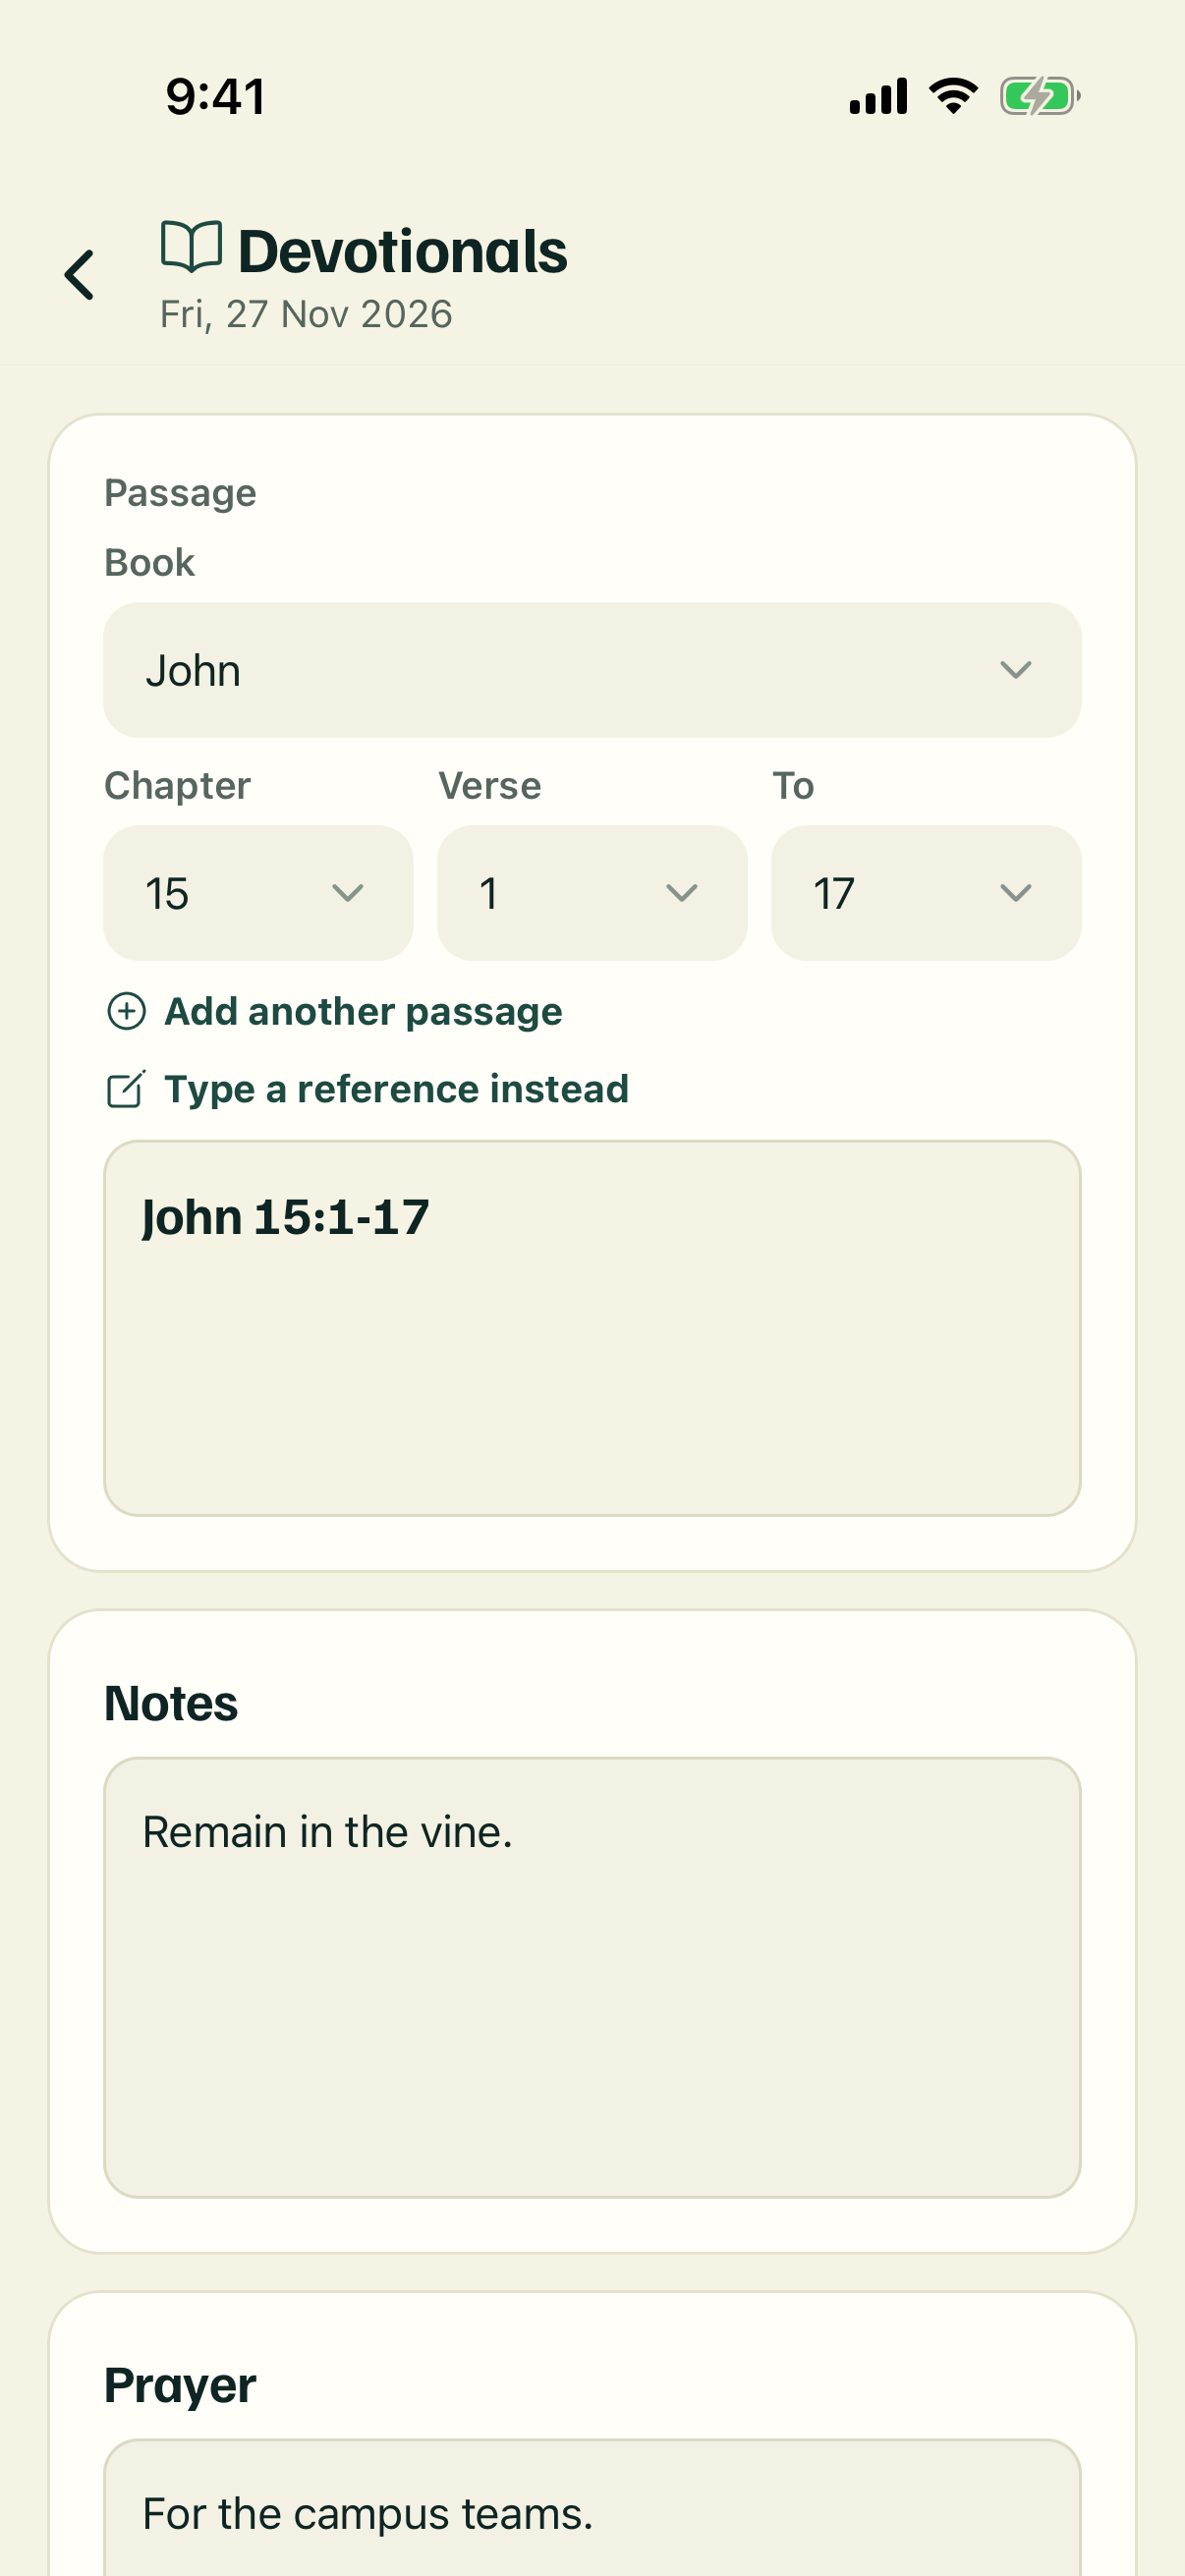 9:41
Devotionals
Fri, 27 Nov 2026
Passage
Book
John
Chapter Verse To
15 1 17
Add another passage
Type a reference instead
John 15:1-17
Notes
Remain in the vine.
Prayer
For the campus teams.